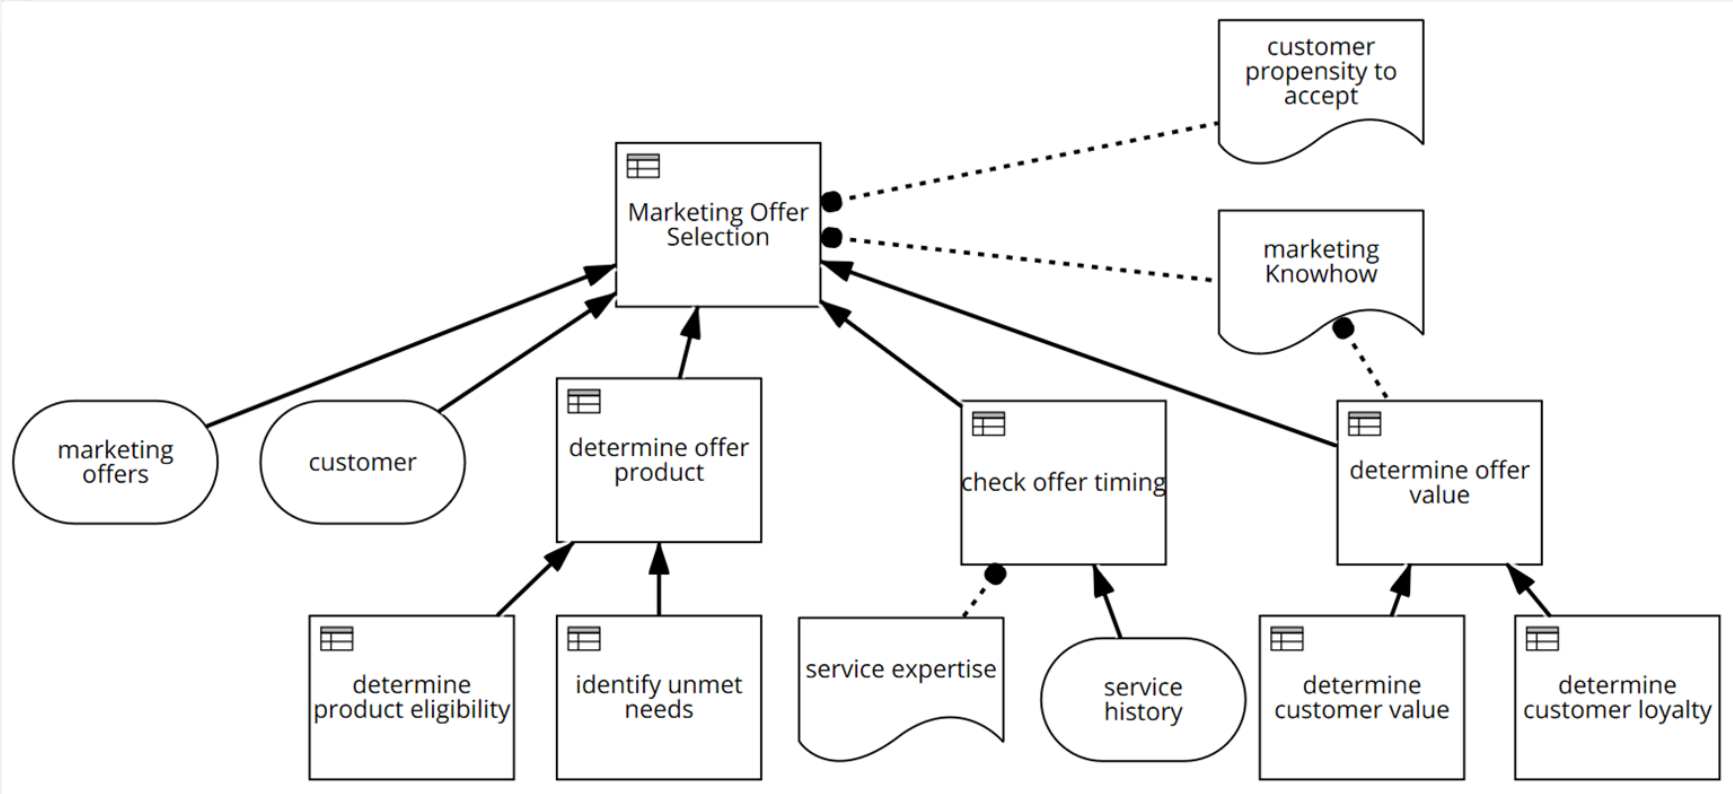 customer
propensity to
accept
Marketing Offer
Selection
marketing
Knowhow
marketing
offers
customer
determine offer
product
check offer timing
determine offer
value
determine
product eligibility
identify unmet
needs
service expertise
service
history
determine
customer value
determine
customer loyalty